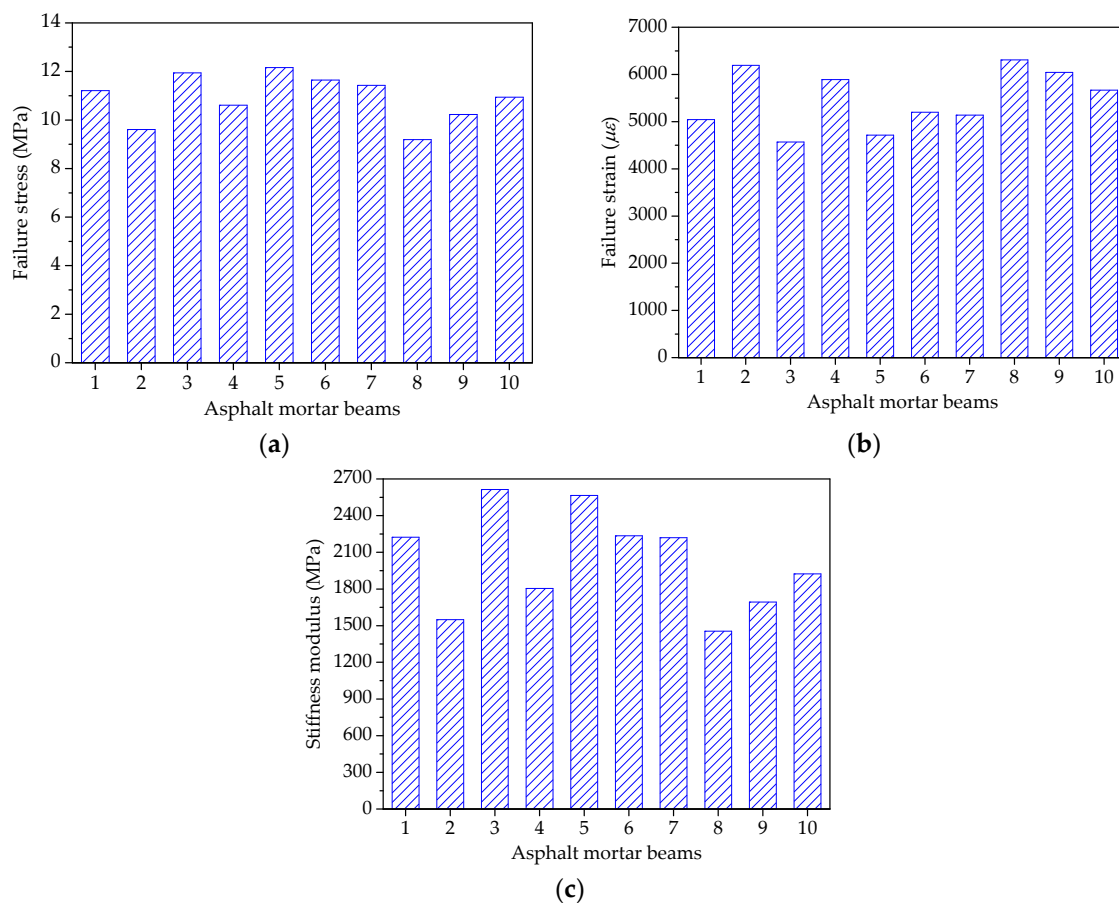 14
12
10
8
6
4
2
0
Failure stress (MPa)
1 2 3 4 5 6 7 8 9 10
Asphalt mortar beams
(a)
7000
6000
5000
4000
3000
2000
1000
0
Failure strain (με)
1 2 3 4 5 6 7 8 9 10
Asphalt mortar beams
(b)
2700
2400
2100
1800
1500
1200
900
600
300
0
Stiffness modulus (MPa)
1 2 3 4 5 6 7 8 9 10
Asphalt mortar beams
(c)